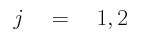 j = 1, 2